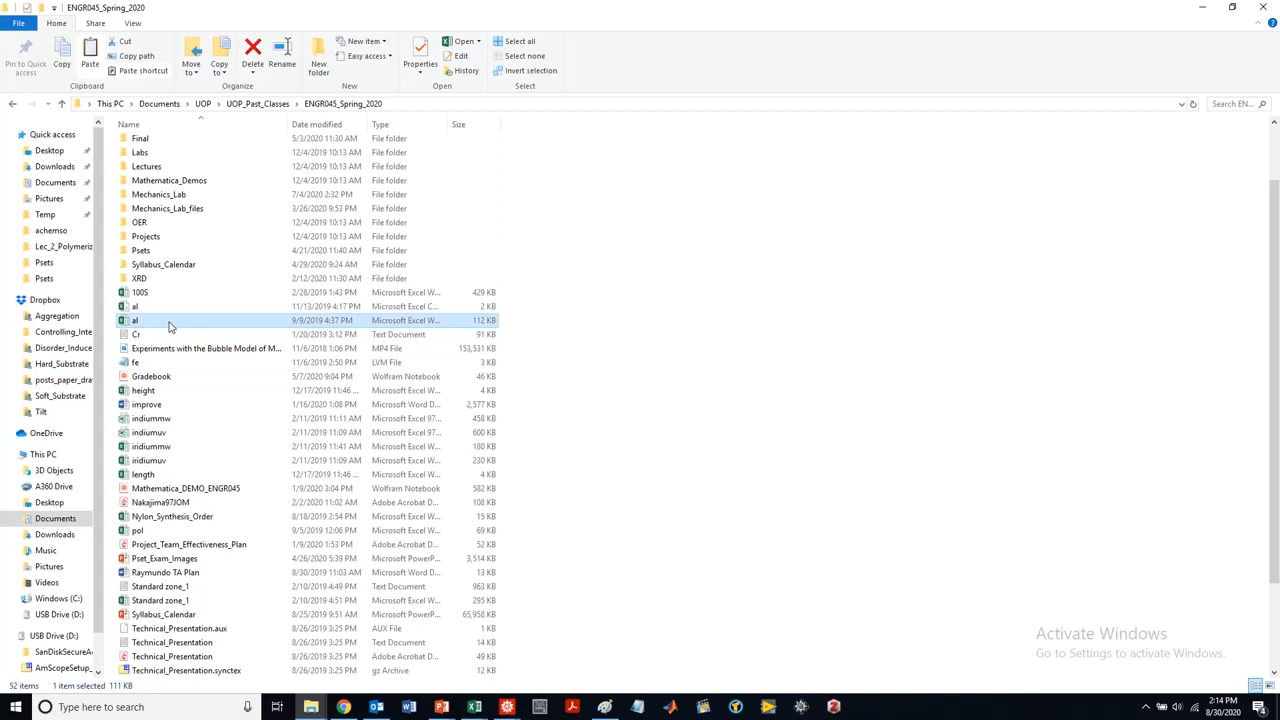 ENGR045_Spring_2020
File Home Share View
Pin to Quick access
Copy
Paste
Cut
Copy path
Paste shortcut
Clipboard
Move to
Copy to
Delete
Rename
Organize
New folder
New item
Easy access
New
Properties
Open
Edit
History
Open
Select all
Select none
Invert selection
Select
This PC Documents UOP UOP_Past_Classes ENGR045_Spring_2020
Search EN...
Quick access
Desktop
Downloads
Documents
Pictures
Temp
achemso
Lec_2_Polymeriz
Psets
Psets
Dropbox
Aggregation
Controlling_Inte
Disorder_Induce
Hard_Substrate
posts_paper_dra
Soft_Substrate
Tilt
OneDrive
This PC
3D Objects
A360 Drive
Desktop
Documents
Downloads
Music
Pictures
Videos
Windows (C:)
USB Drive (D:)
USB Drive (D:)
SanDiskSecureA
AmScopeSetup_
Name Date modified Type Size
Final 5/3/2020 11:30 AM File folder
Labs 12/4/2019 10:13 AM File folder
Lectures 12/4/2019 10:13 AM File folder
Mathematica_Demos 12/4/2019 10:13 AM File folder
Mechanics_Lab 7/4/2020 2:32 PM File folder
Mechanics_Lab_files 3/26/2020 9:53 PM File folder
OER 12/4/2019 10:13 AM File folder
Projects 12/4/2019 10:13 AM File folder
Psets 4/21/2020 11:40 AM File folder
Syllabus_Calendar 4/29/2020 9:24 AM File folder
XRD 2/12/2020 11:30 AM File folder
100S 2/28/2019 1:43 PM Microsoft Excel W... 429 KB
al 11/13/2019 4:17 PM Microsoft Excel C... 2 KB
al 9/9/2019 4:37 PM Microsoft Excel W... 112 KB
Cr 1/20/2019 3:12 PM Text Document 91 KB
Experiments with the Bubble Model of M... 11/6/2018 1:06 PM MP4 File 153,531 KB
fe 11/6/2019 2:50 PM LVM File 3 KB
Gradebook 5/7/2020 9:04 PM Wolfram Notebook 46 KB
height 12/17/2019 11:46 ... Microsoft Excel W... 4 KB
improve 1/16/2020 1:08 PM Microsoft Word D... 2,577 KB
indiummw 2/11/2019 11:11 AM Microsoft Excel 97... 458 KB
indiumuv 2/11/2019 11:09 AM Microsoft Excel 97... 600 KB
iridiummw 2/11/2019 11:41 AM Microsoft Excel W... 180 KB
iridiumuv 2/11/2019 11:09 AM Microsoft Excel W... 230 KB
length 12/17/2019 11:46 ... Microsoft Excel W... 4 KB
Mathematica_DEMO_ENGR045 1/9/2020 3:04 PM Wolfram Notebook 582 KB
Nakajima97JOM 2/2/2020 11:02 AM Adobe Acrobat D... 108 KB
Nylon_Synthesis_Order 8/18/2019 2:54 PM Microsoft Excel W... 15 KB
pol 9/5/2019 12:06 PM Microsoft Excel W... 69 KB
Project_Team_Effectiveness_Plan 1/9/2020 1:53 PM Adobe Acrobat D... 52 KB
Pset_Exam_Images 4/26/2020 5:39 PM Microsoft PowerP... 3,514 KB
Raymundo TA Plan 8/30/2019 11:03 AM Microsoft Word D... 13 KB
Standard zone_1 2/10/2019 4:49 PM Text Document 963 KB
Standard zone_1 2/10/2019 4:51 PM Microsoft Excel W... 295 KB
Syllabus_Calendar 8/25/2019 9:51 AM Microsoft PowerP... 65,958 KB
Technical_Presentation.aux 8/26/2019 3:25 PM AUX File 1 KB
Technical_Presentation 8/26/2019 3:25 PM Text Document 14 KB
Technical_Presentation 8/26/2019 3:25 PM Adobe Acrobat D... 49 KB
Technical_Presentation.synctex 8/26/2019 3:25 PM gz Archive 12 KB
Activate Windows
Go to Settings to activate Windows.
52 items 1 item selected 111 KB
Type here to search
2:14 PM
8/30/2020